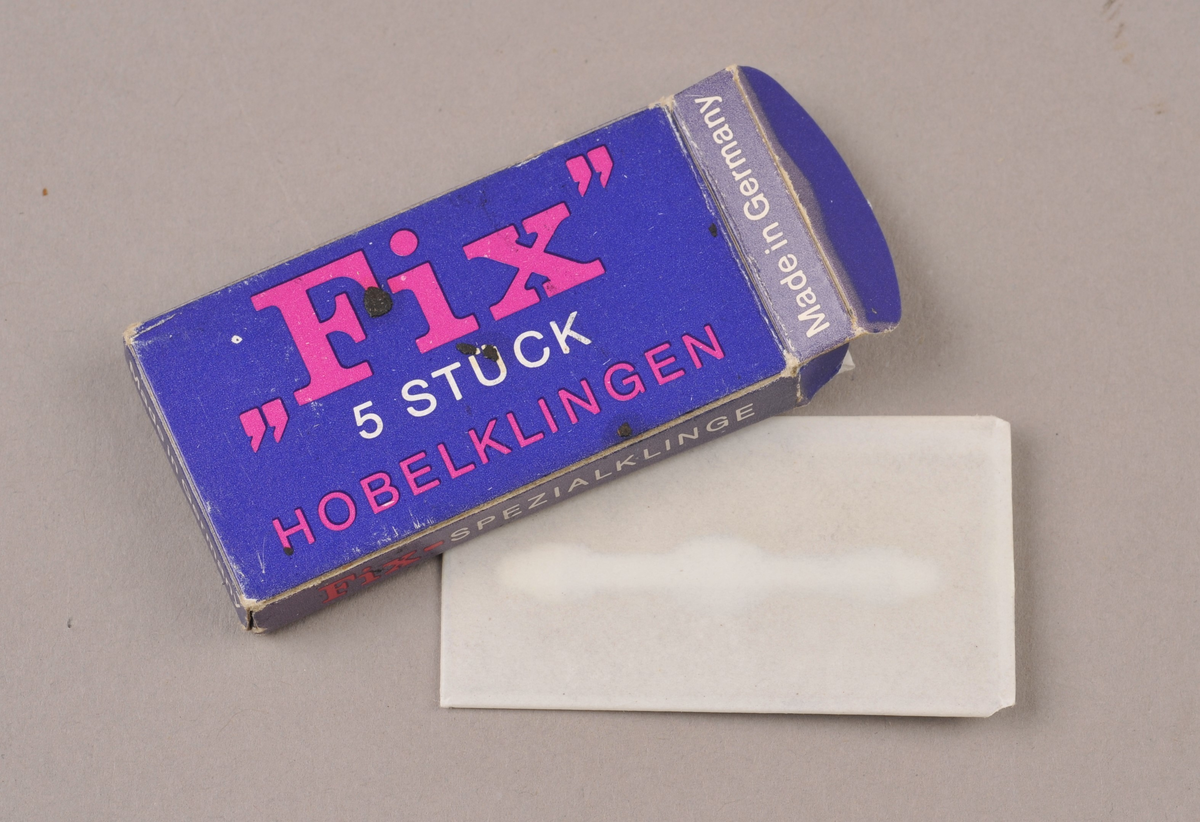 „Fix”
5 STÜCK
HOBELKLINGEN
Fix-SPEZIALKLINGE
Made in Germany